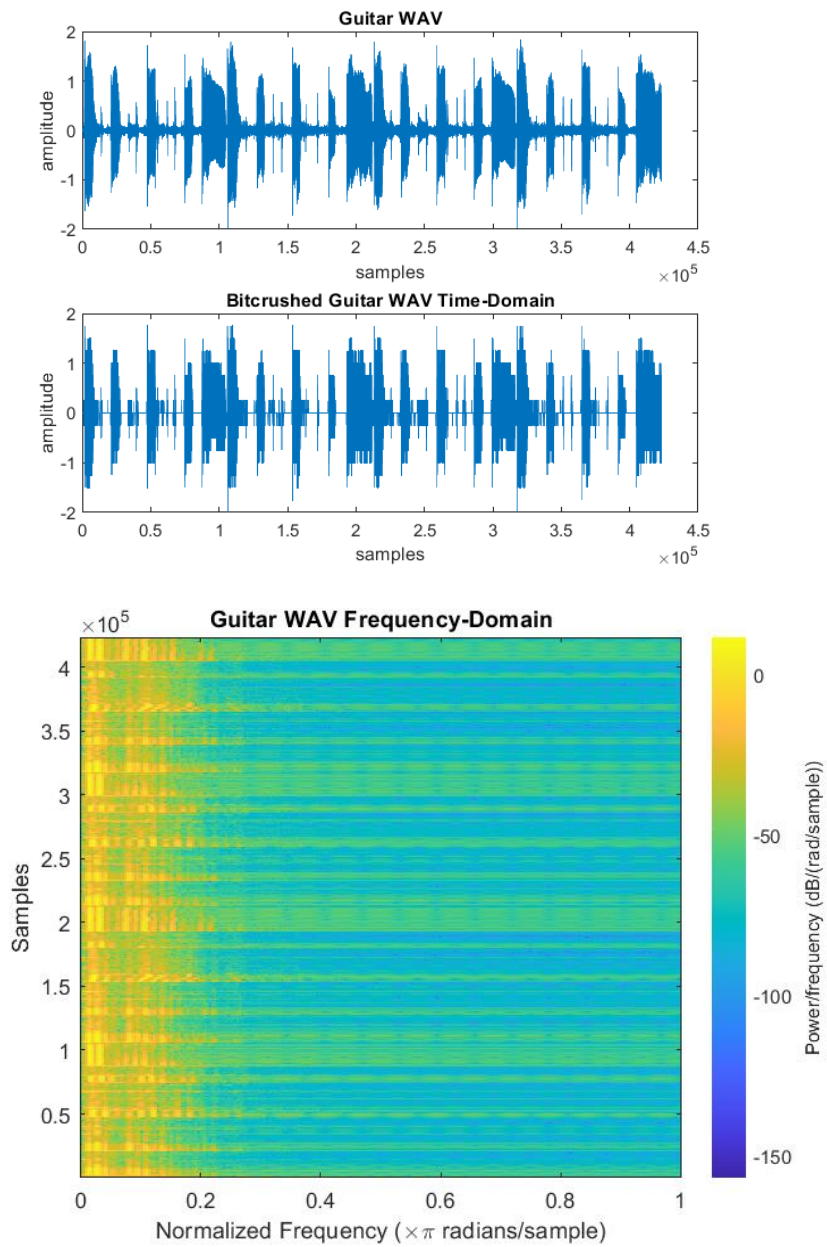 Guitar WAV
2
1
0
-1
-2
amplitude
0 0.5 1 1.5 2 2.5 3 3.5 4 4.5
samples
×10^5
Bitcrushed Guitar WAV Time-Domain
2
1
0
-1
-2
amplitude
0 0.5 1 1.5 2 2.5 3 3.5 4 4.5
samples
×10^5
Guitar WAV Frequency-Domain
×10^5
4
3.5
3
2.5
2
1.5
1
0.5
Samples
0 0.2 0.4 0.6 0.8 1
Normalized Frequency (×π radians/sample)
0
-50
-100
-150
Power/frequency (dB/(rad/sample))